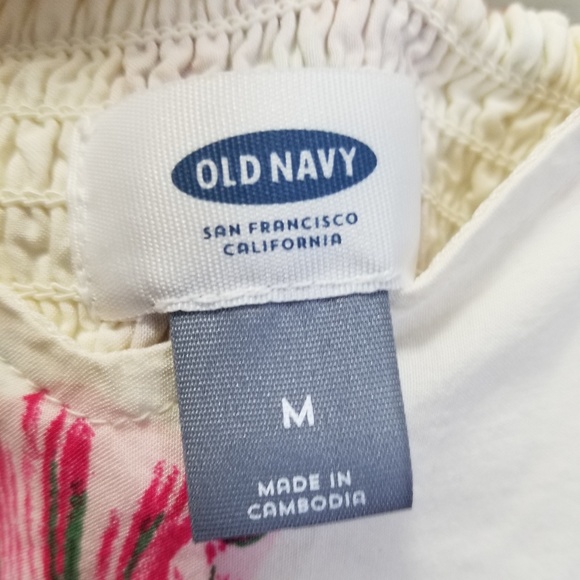 OLD NAVY
SAN FRANCISCO
CALIFORNIA
M
MADE IN
CAMBODIA